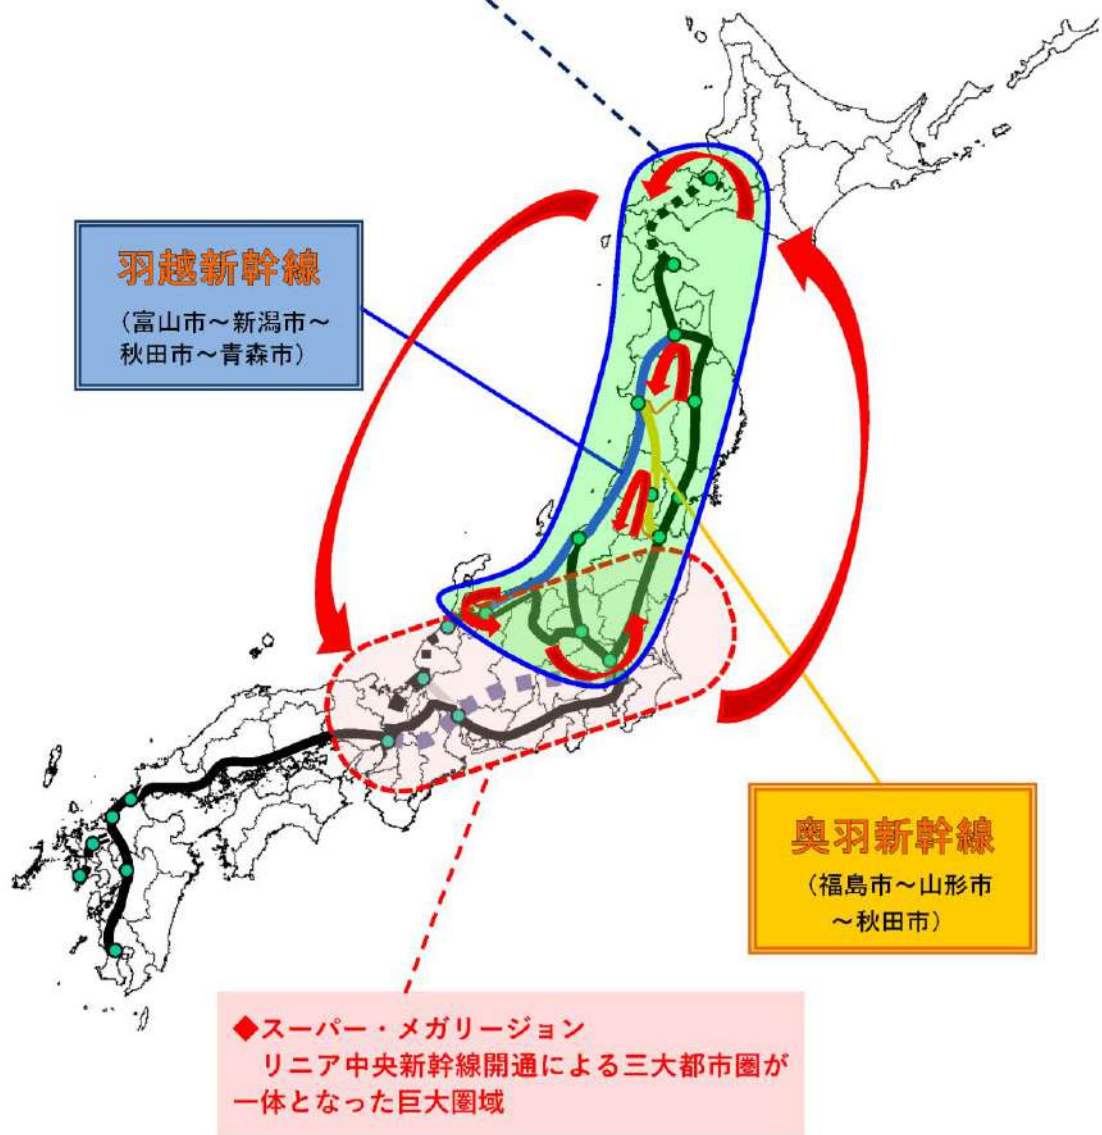 羽越新幹線
（富山市～新潟市～
秋田市～青森市）
奥羽新幹線
（福島市～山形市
～秋田市）
◆スーパー・メガリージョン
リニア中央新幹線開通による三大都市圏が
一体となった巨大圏域